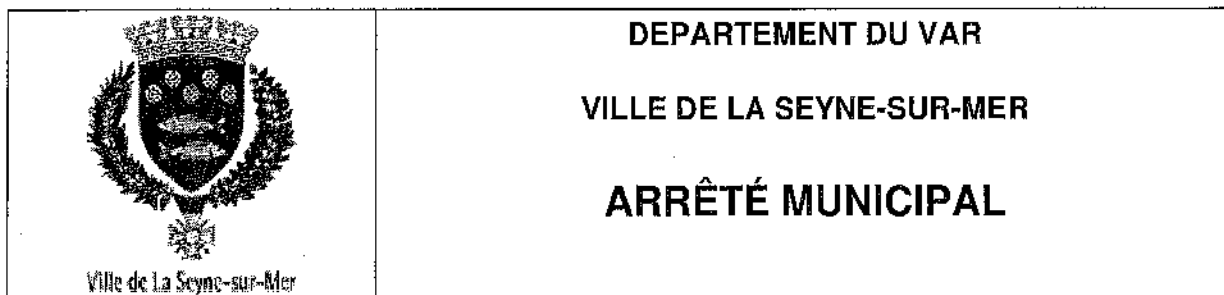 DEPARTEMENT DU VAR
VILLE DE LA SEYNE-SUR-MER
ARRÊTÉ MUNICIPAL
Ville de La Seyne-sur-Mer